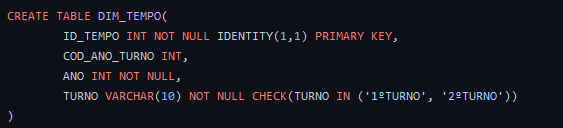 CREATE TABLE DIM_TEMPO(
ID_TEMPO INT NOT NULL IDENTITY(1,1) PRIMARY KEY,
COD_ANO_TURNO INT,
ANO INT NOT NULL,
TURNO VARCHAR(10) NOT NULL CHECK(TURNO IN ('1ºTURNO', '2ºTURNO'))
)